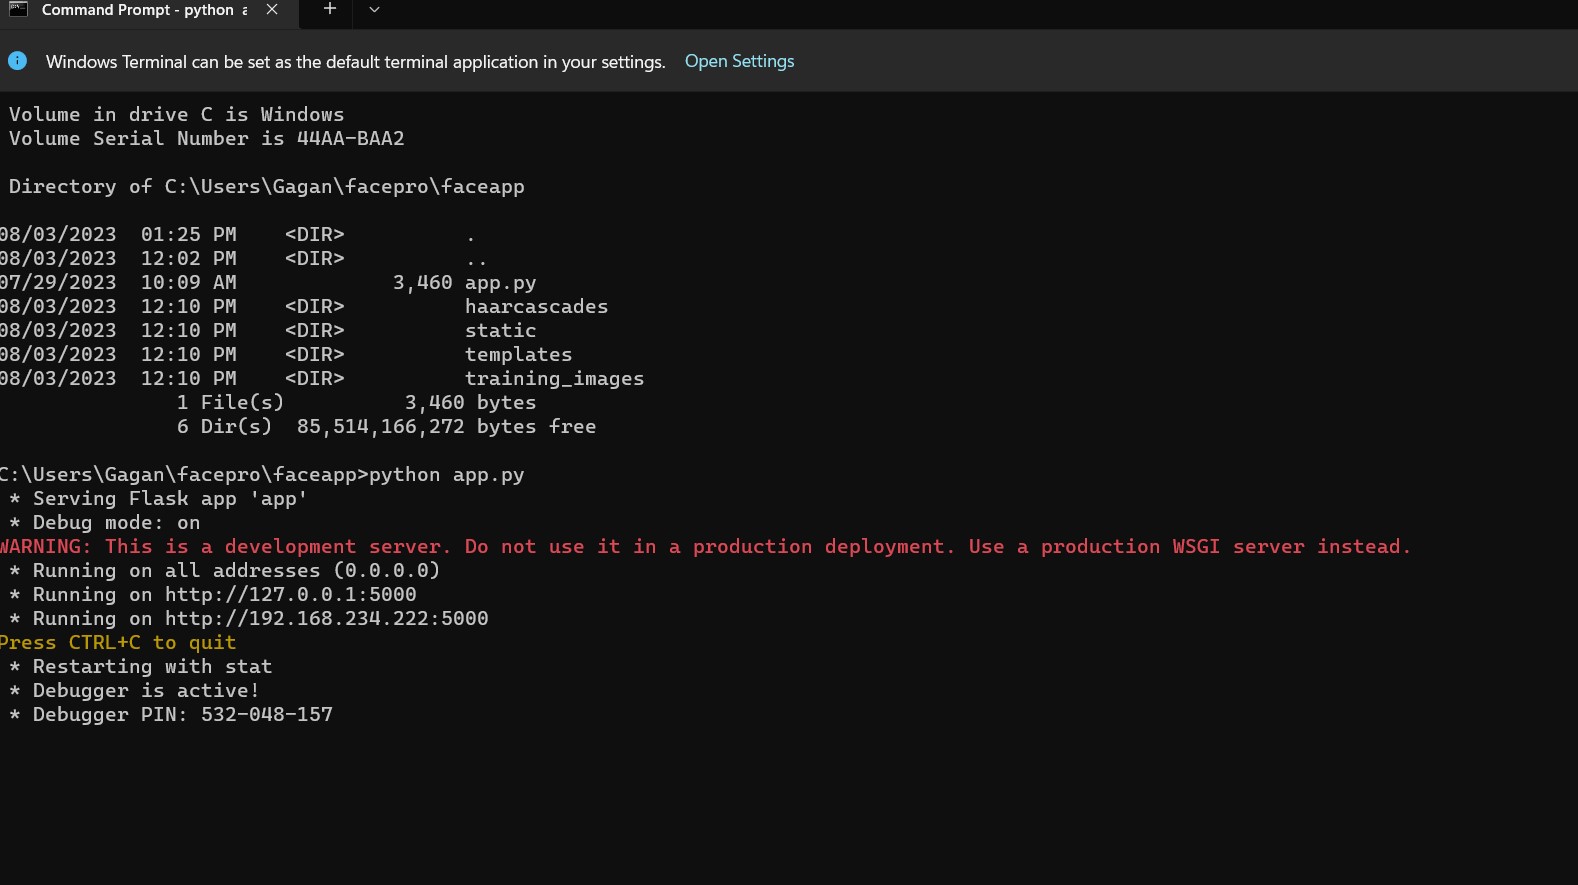 Command Prompt - python a
Windows Terminal can be set as the default terminal application in your settings. Open Settings
Volume in drive C is Windows
Volume Serial Number is 44AA-BAA2
Directory of C:\Users\Gagan\facepro\faceapp
08/03/2023  01:25 PM    <DIR>          .
08/03/2023  12:02 PM    <DIR>          ..
07/29/2023  10:09 AM             3,460 app.py
08/03/2023  12:10 PM    <DIR>          haarcascades
08/03/2023  12:10 PM    <DIR>          static
08/03/2023  12:10 PM    <DIR>          templates
08/03/2023  12:10 PM    <DIR>          training_images
1 File(s)          3,460 bytes
6 Dir(s)  85,514,166,272 bytes free
C:\Users\Gagan\facepro\faceapp>python app.py
* Serving Flask app 'app'
* Debug mode: on
WARNING: This is a development server. Do not use it in a production deployment. Use a production WSGI server instead.
* Running on all addresses (0.0.0.0)
* Running on http://127.0.0.1:5000
* Running on http://192.168.234.222:5000
Press CTRL+C to quit
* Restarting with stat
* Debugger is active!
* Debugger PIN: 532-048-157